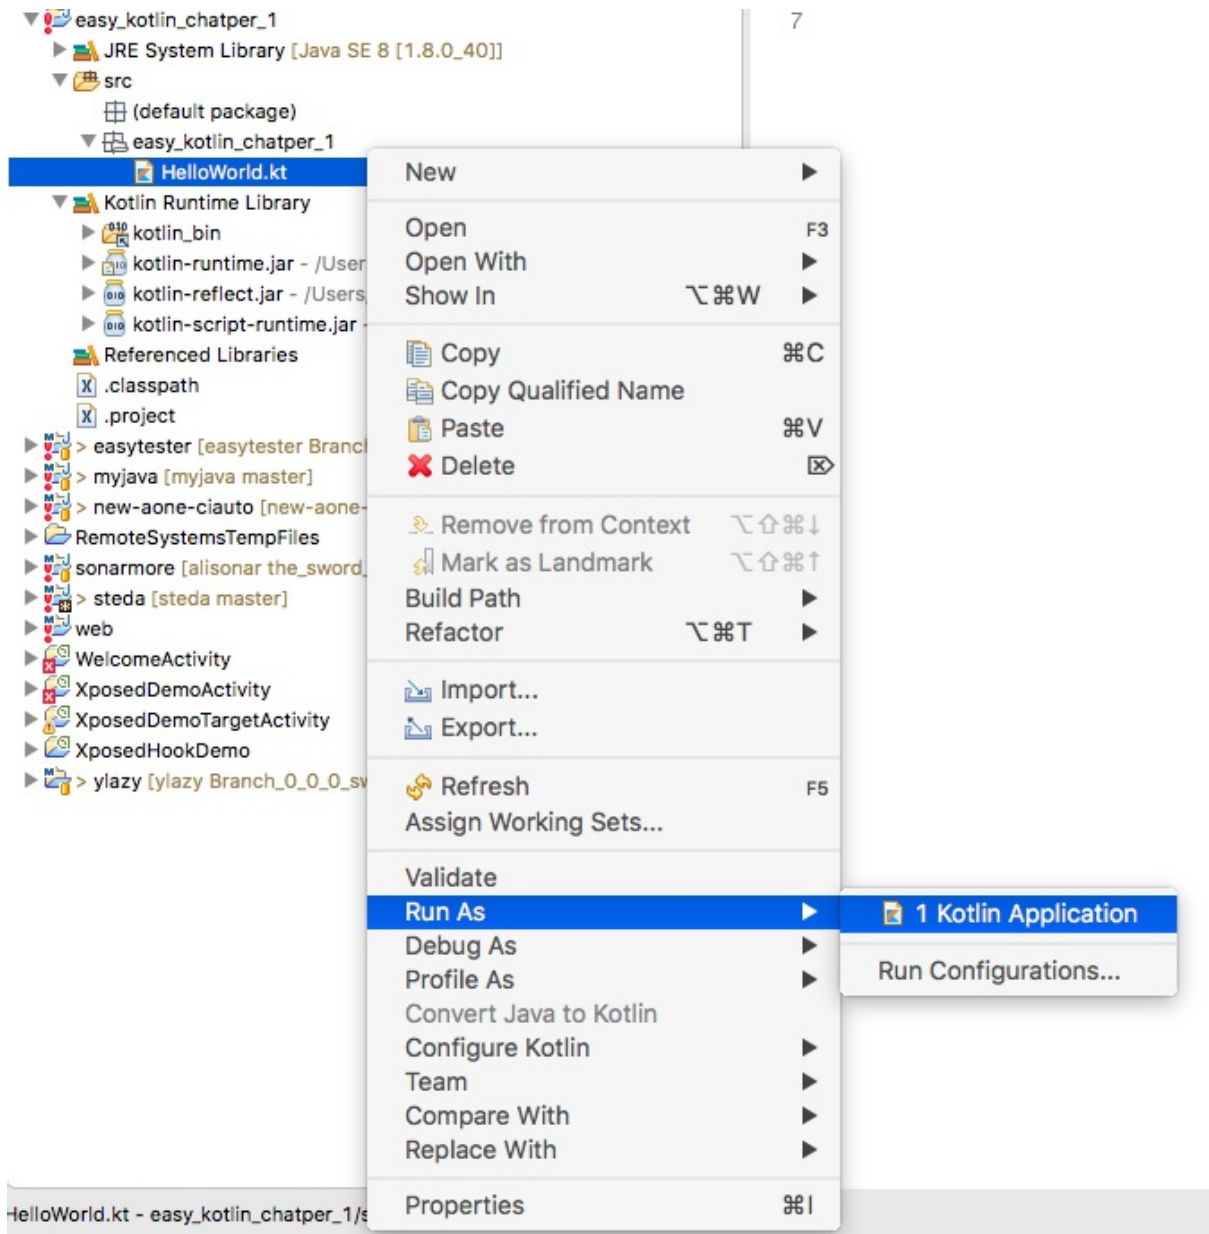 easy_kotlin_chatper_1
7
JRE System Library [Java SE 8 [1.8.0_40]]
src
(default package)
easy_kotlin_chatper_1
HelloWorld.kt
Kotlin Runtime Library
kotlin_bin
kotlin-runtime.jar - /User
kotlin-reflect.jar - /Users
kotlin-script-runtime.jar -
Referenced Libraries
.classpath
.project
> easytester [easytester Branch
> myjava [myjava master]
> new-aone-ciauto [new-aone-
RemoteSystemsTempFiles
sonarmore [alisonar the_sword_
> steda [steda master]
web
WelcomeActivity
XposedDemoActivity
XposedDemoTargetActivity
XposedHookDemo
> ylazy [ylazy Branch_0_0_0_sw
New
Open F3
Open With
Show In ⌥⌘W
Copy ⌘C
Copy Qualified Name
Paste ⌘V
Delete ⌦
Remove from Context ⌥⇧⌘↓
Mark as Landmark ⌥⇧⌘↑
Build Path
Refactor ⌥⌘T
Import...
Export...
Refresh F5
Assign Working Sets...
Validate
Run As
Debug As
Profile As
Convert Java to Kotlin
Configure Kotlin
Team
Compare With
Replace With
Properties ⌘I
1 Kotlin Application
Run Configurations...
HelloWorld.kt - easy_kotlin_chatper_1/s